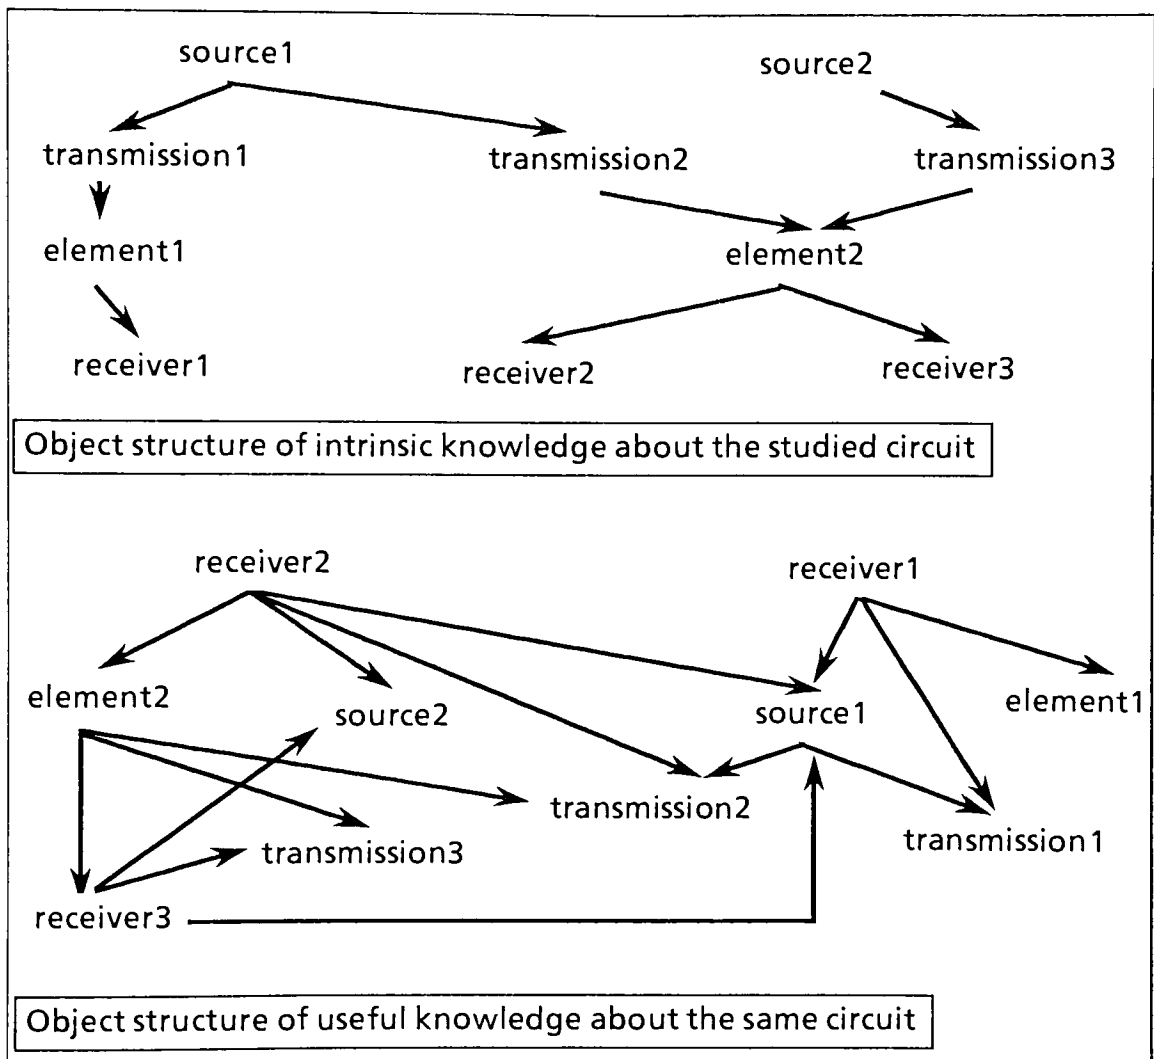 source1
source2
transmission1
transmission2
transmission3
element1
element2
receiver1
receiver2
receiver3
Object structure of intrinsic knowledge about the studied circuit
receiver2
receiver1
element2
source2
source1
element1
transmission2
transmission3
transmission1
receiver3
Object structure of useful knowledge about the same circuit